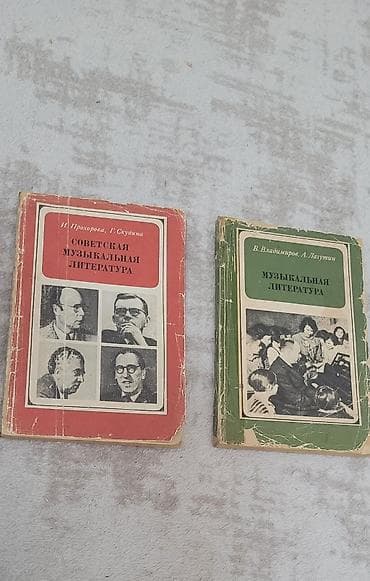 И. Прохорова, Г. Скудина
СОВЕТСКАЯ
МУЗЫКАЛЬНАЯ
ЛИТЕРАТУРА
В. Владимиров, А. Лагутин
МУЗЫКАЛЬНАЯ
ЛИТЕРАТУРА